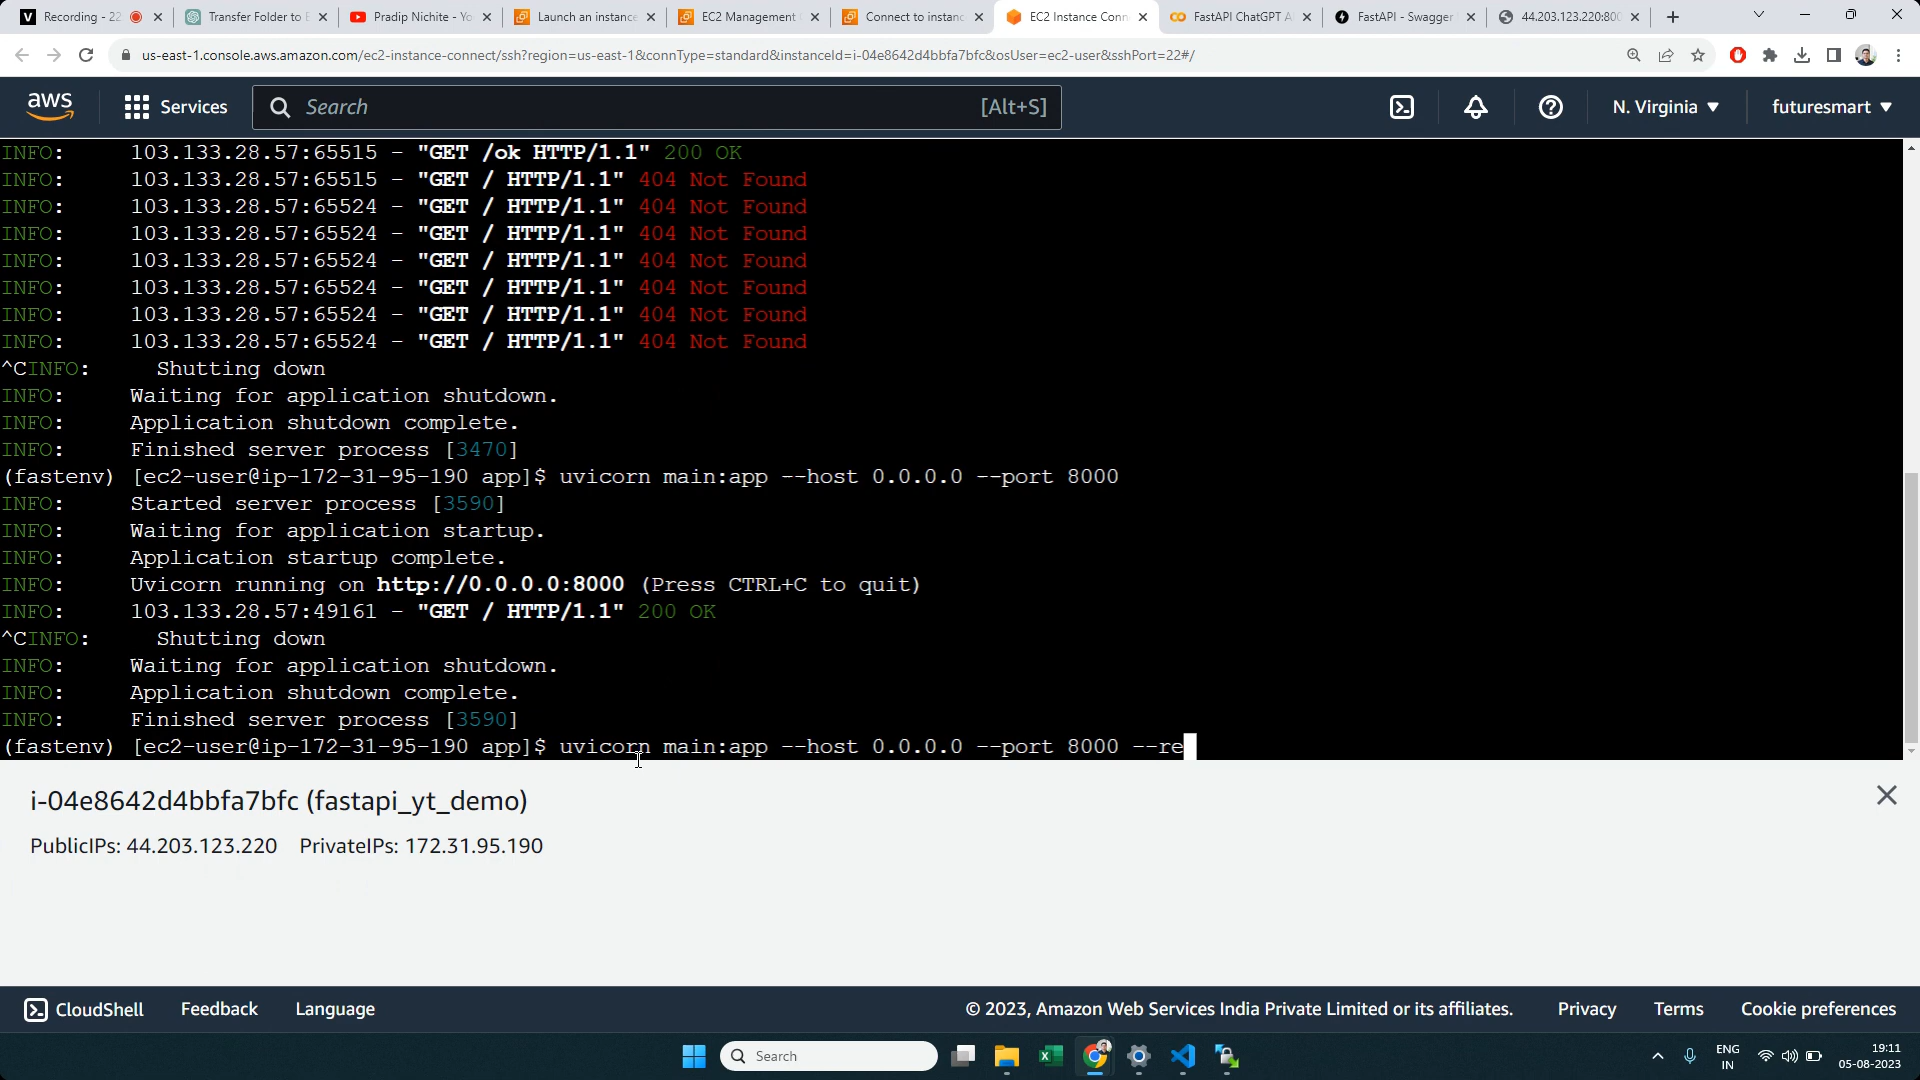 Recording - 22
Transfer Folder to E
Pradip Nichite - Yo
Launch an instance
EC2 Management
Connect to instanc
EC2 Instance Conn
FastAPI ChatGPT A
FastAPI - Swagger
44.203.123.220:800
us-east-1.console.aws.amazon.com/ec2-instance-connect/ssh?region=us-east-1&connType=standard&instanceId=i-04e8642d4bbfa7bfc&osUser=ec2-user&sshPort=22#/
aws Services Search [Alt+S] N. Virginia futuresmart
INFO: 103.133.28.57:65515 - "GET /ok HTTP/1.1" 200 OK
INFO: 103.133.28.57:65515 - "GET / HTTP/1.1" 404 Not Found
INFO: 103.133.28.57:65524 - "GET / HTTP/1.1" 404 Not Found
INFO: 103.133.28.57:65524 - "GET / HTTP/1.1" 404 Not Found
INFO: 103.133.28.57:65524 - "GET / HTTP/1.1" 404 Not Found
INFO: 103.133.28.57:65524 - "GET / HTTP/1.1" 404 Not Found
INFO: 103.133.28.57:65524 - "GET / HTTP/1.1" 404 Not Found
INFO: 103.133.28.57:65524 - "GET / HTTP/1.1" 404 Not Found
^CINFO: Shutting down
INFO: Waiting for application shutdown.
INFO: Application shutdown complete.
INFO: Finished server process [3470]
(fastenv) [ec2-user@ip-172-31-95-190 app]$ uvicorn main:app --host 0.0.0.0 --port 8000
INFO: Started server process [3590]
INFO: Waiting for application startup.
INFO: Application startup complete.
INFO: Uvicorn running on http://0.0.0.0:8000 (Press CTRL+C to quit)
INFO: 103.133.28.57:49161 - "GET / HTTP/1.1" 200 OK
^CINFO: Shutting down
INFO: Waiting for application shutdown.
INFO: Application shutdown complete.
INFO: Finished server process [3590]
(fastenv) [ec2-user@ip-172-31-95-190 app]$ uvicorn main:app --host 0.0.0.0 --port 8000 --re
i-04e8642d4bbfa7bfc (fastapi_yt_demo)
PublicIPs: 44.203.123.220 PrivateIPs: 172.31.95.190
CloudShell Feedback Language © 2023, Amazon Web Services India Private Limited or its affiliates. Privacy Terms Cookie preferences
Search
ENG
IN
19:11
05-08-2023